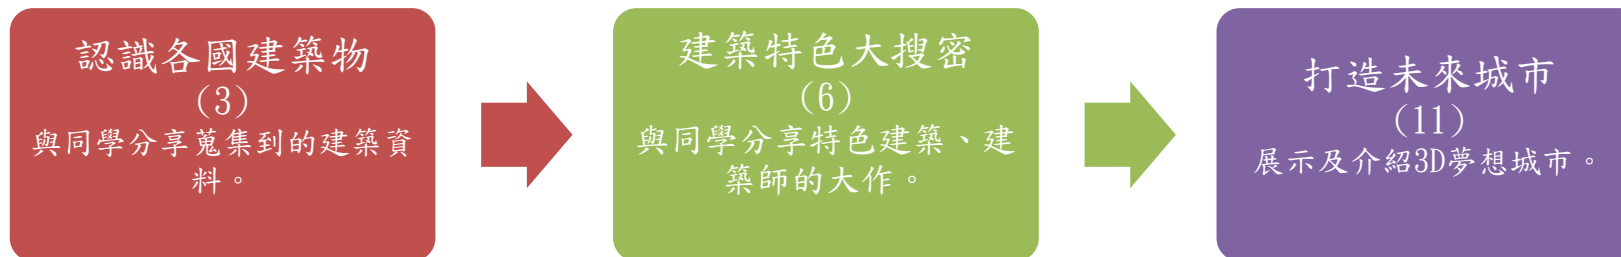 認識各國建築物
(3)
與同學分享蒐集到的建築資
料。
建築特色大搜密
(6)
與同學分享特色建築、建
築師的大作。
打造未來城市
(11)
展示及介紹3D夢想城市。